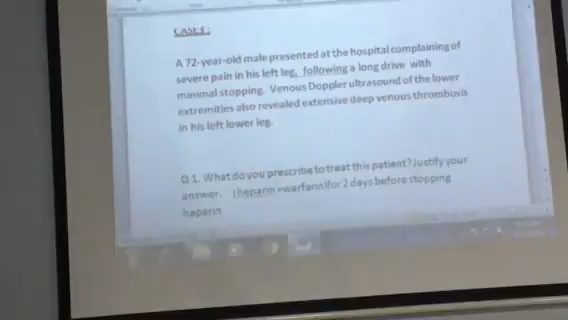 CASE1:
A 72-year-old male presented at the hospital complaining of
severe pain in his left leg, following a long drive with
minimal stopping. Venous Doppler ultrasound of the lower
extremities also revealed extensive deep venous thrombosis
in his left lower leg.
Q 1. What do you prescribe to treat this patient? Justify your
answer. (heparin +warfarin)for 2 days before stopping
heparin